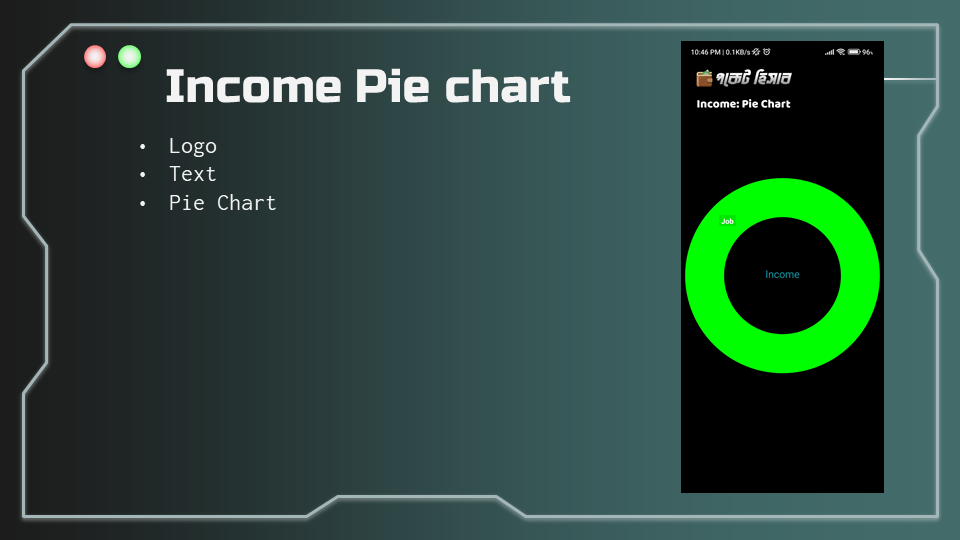 Income Pie chart
• Logo
• Text
• Pie Chart
10:46 PM | 0.1KB/s 96%
পকেট হিসাব
Income: Pie Chart
Job
Income